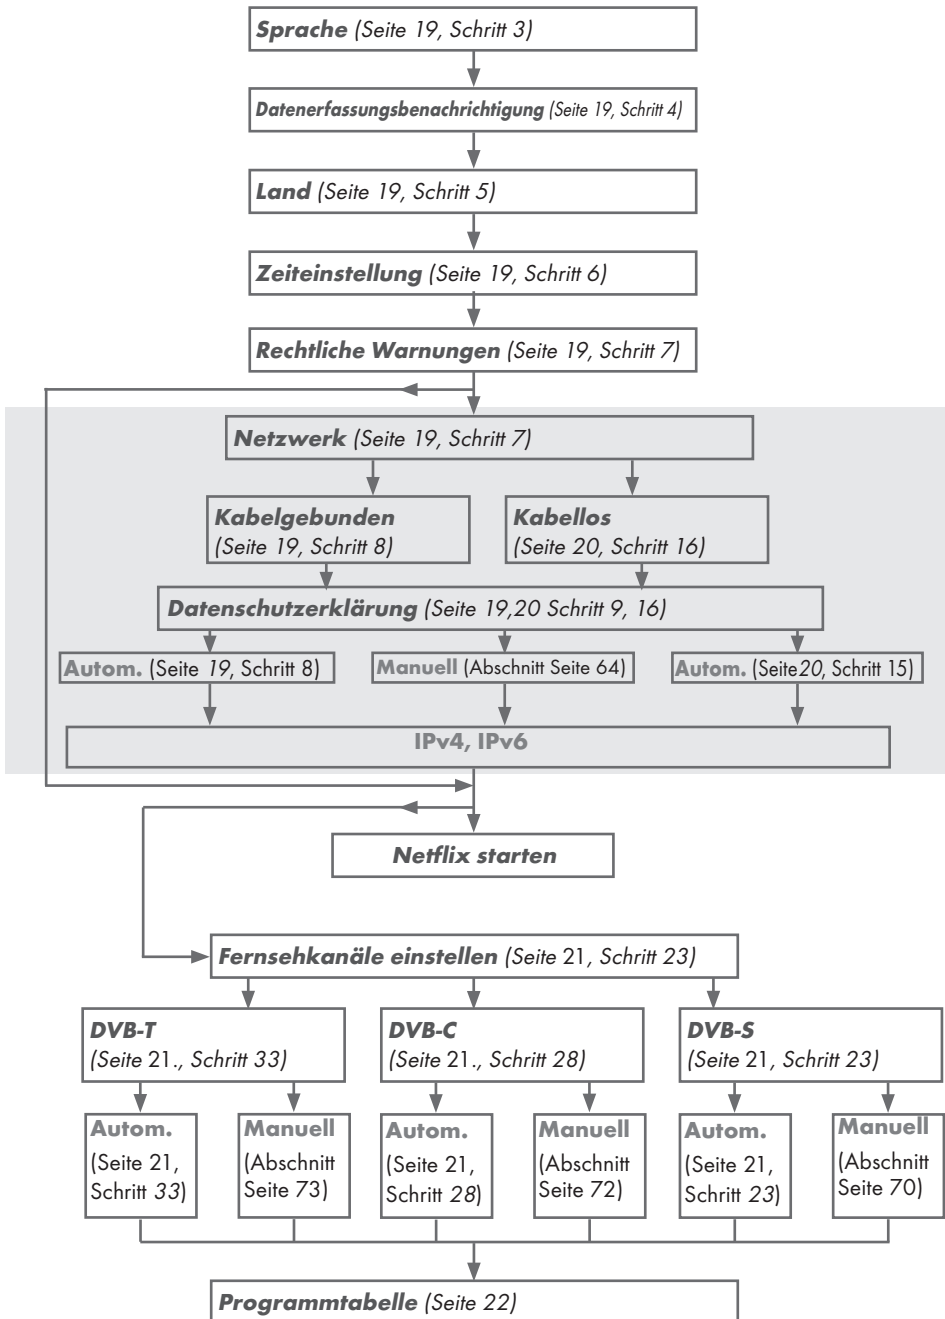 Sprache (Seite 19, Schritt 3)
Datenerfassungsbenachrichtigung (Seite 19, Schritt 4)
Land (Seite 19, Schritt 5)
Zeiteinstellung (Seite 19, Schritt 6)
Rechtliche Warnungen (Seite 19, Schritt 7)
Netzwerk (Seite 19, Schritt 7)
Kabelgebunden
(Seite 19, Schritt 8)
Kabellos
(Seite 20, Schritt 16)
Datenschutzerklärung (Seite 19,20 Schritt 9, 16)
Autom. (Seite 19, Schritt 8)
Manuell (Abschnitt Seite 64)
Autom. (Seite20, Schritt 15)
IPv4, IPv6
Netflix starten
Fernsehkanäle einstellen (Seite 21, Schritt 23)
DVB-T
(Seite 21., Schritt 33)
DVB-C
(Seite 21., Schritt 28)
DVB-S
(Seite 21, Schritt 23)
Autom.
(Seite 21,
Schritt 33)
Manuell
(Abschnitt
Seite 73)
Autom.
(Seite 21,
Schritt 28)
Manuell
(Abschnitt
Seite 72)
Autom.
(Seite 21,
Schritt 23)
Manuell
(Abschnitt
Seite 70)
Programmtabelle (Seite 22)